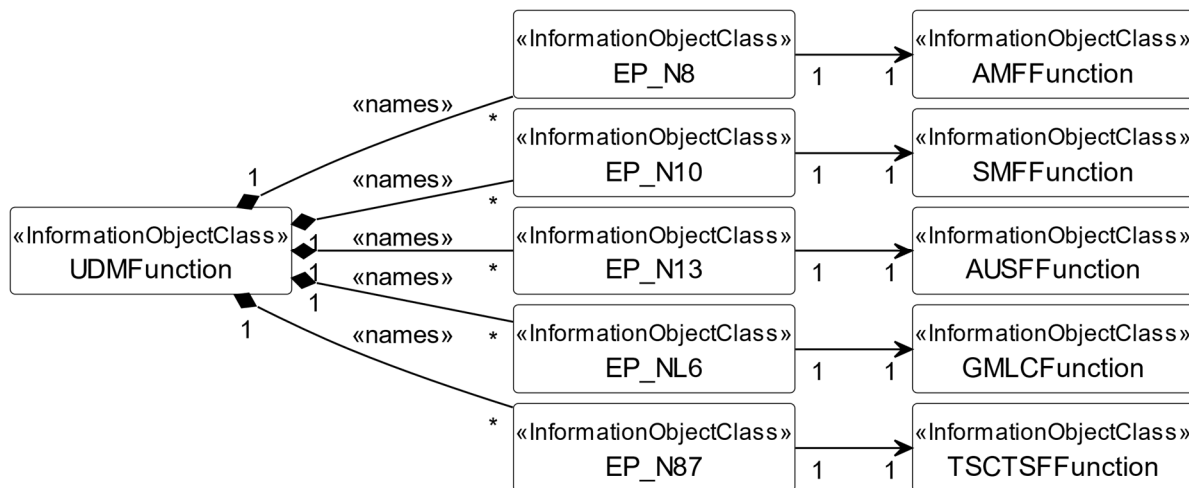 «InformationObjectClass»
EP_N8
1
1
«InformationObjectClass»
AMFFunction
«names»
*
«InformationObjectClass»
EP_N10
1
1
«InformationObjectClass»
SMFFunction
1
«names»
*
«InformationObjectClass»
UDMFunction
1
«names»
*
«InformationObjectClass»
EP_N13
1
1
«InformationObjectClass»
AUSFFunction
1
«names»
*
«InformationObjectClass»
EP_NL6
1
1
«InformationObjectClass»
GMLCFunction
1
1
«names»
*
«InformationObjectClass»
EP_N87
1
1
«InformationObjectClass»
TSCTSFFunction